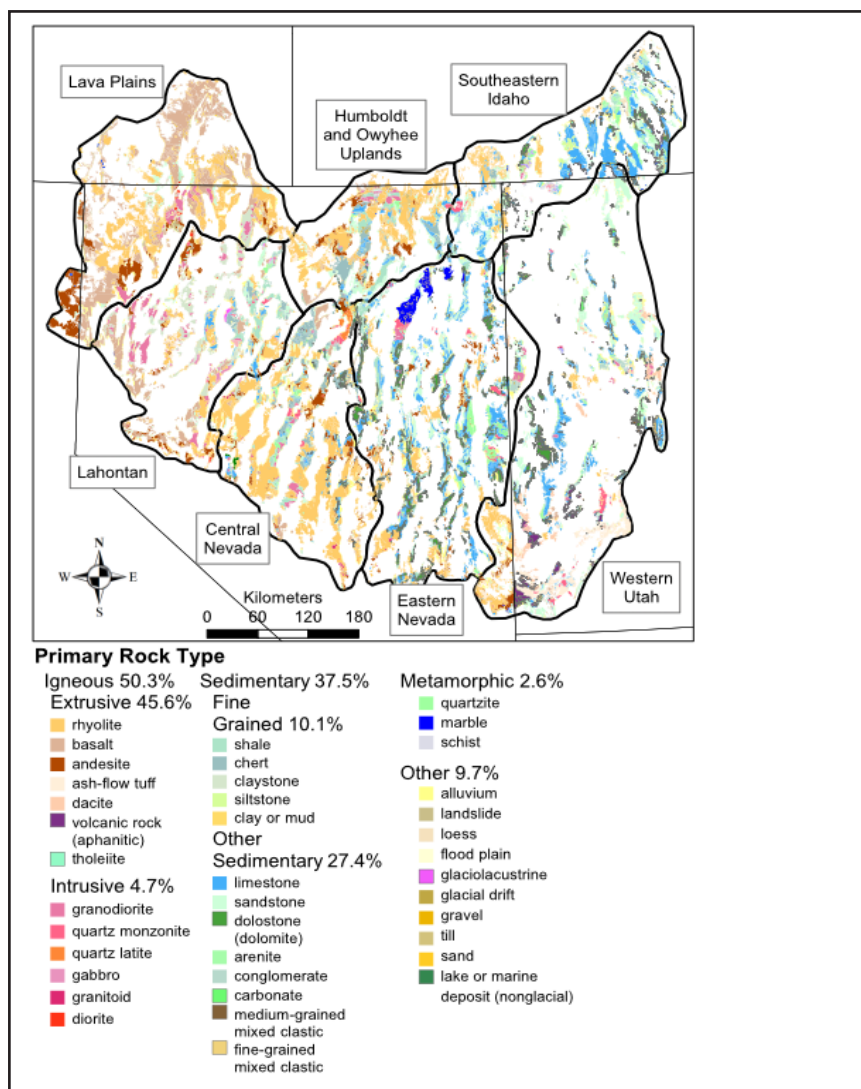 Lava Plains
Southeastern
Idaho
Humboldt
and Owyhee
Uplands
Lahontan
Central
Nevada
Eastern
Nevada
Western
Utah
N
W
E
S
Kilometers
0 60 120 180
Primary Rock Type
Igneous 50.3%
Extrusive 45.6%
rhyolite
basalt
andesite
ash-flow tuff
dacite
volcanic rock
(aphanitic)
tholeiite
Intrusive 4.7%
granodiorite
quartz monzonite
quartz latite
gabbro
granitoid
diorite
Sedimentary 37.5%
Fine
Grained 10.1%
shale
chert
claystone
siltstone
clay or mud
Other
Sedimentary 27.4%
limestone
sandstone
dolostone
(dolomite)
arenite
conglomerate
carbonate
medium-grained
mixed clastic
fine-grained
mixed clastic
Metamorphic 2.6%
quartzite
marble
schist
Other 9.7%
alluvium
landslide
loess
flood plain
glaciolacustrine
glacial drift
gravel
till
sand
lake or marine
deposit (nonglacial)